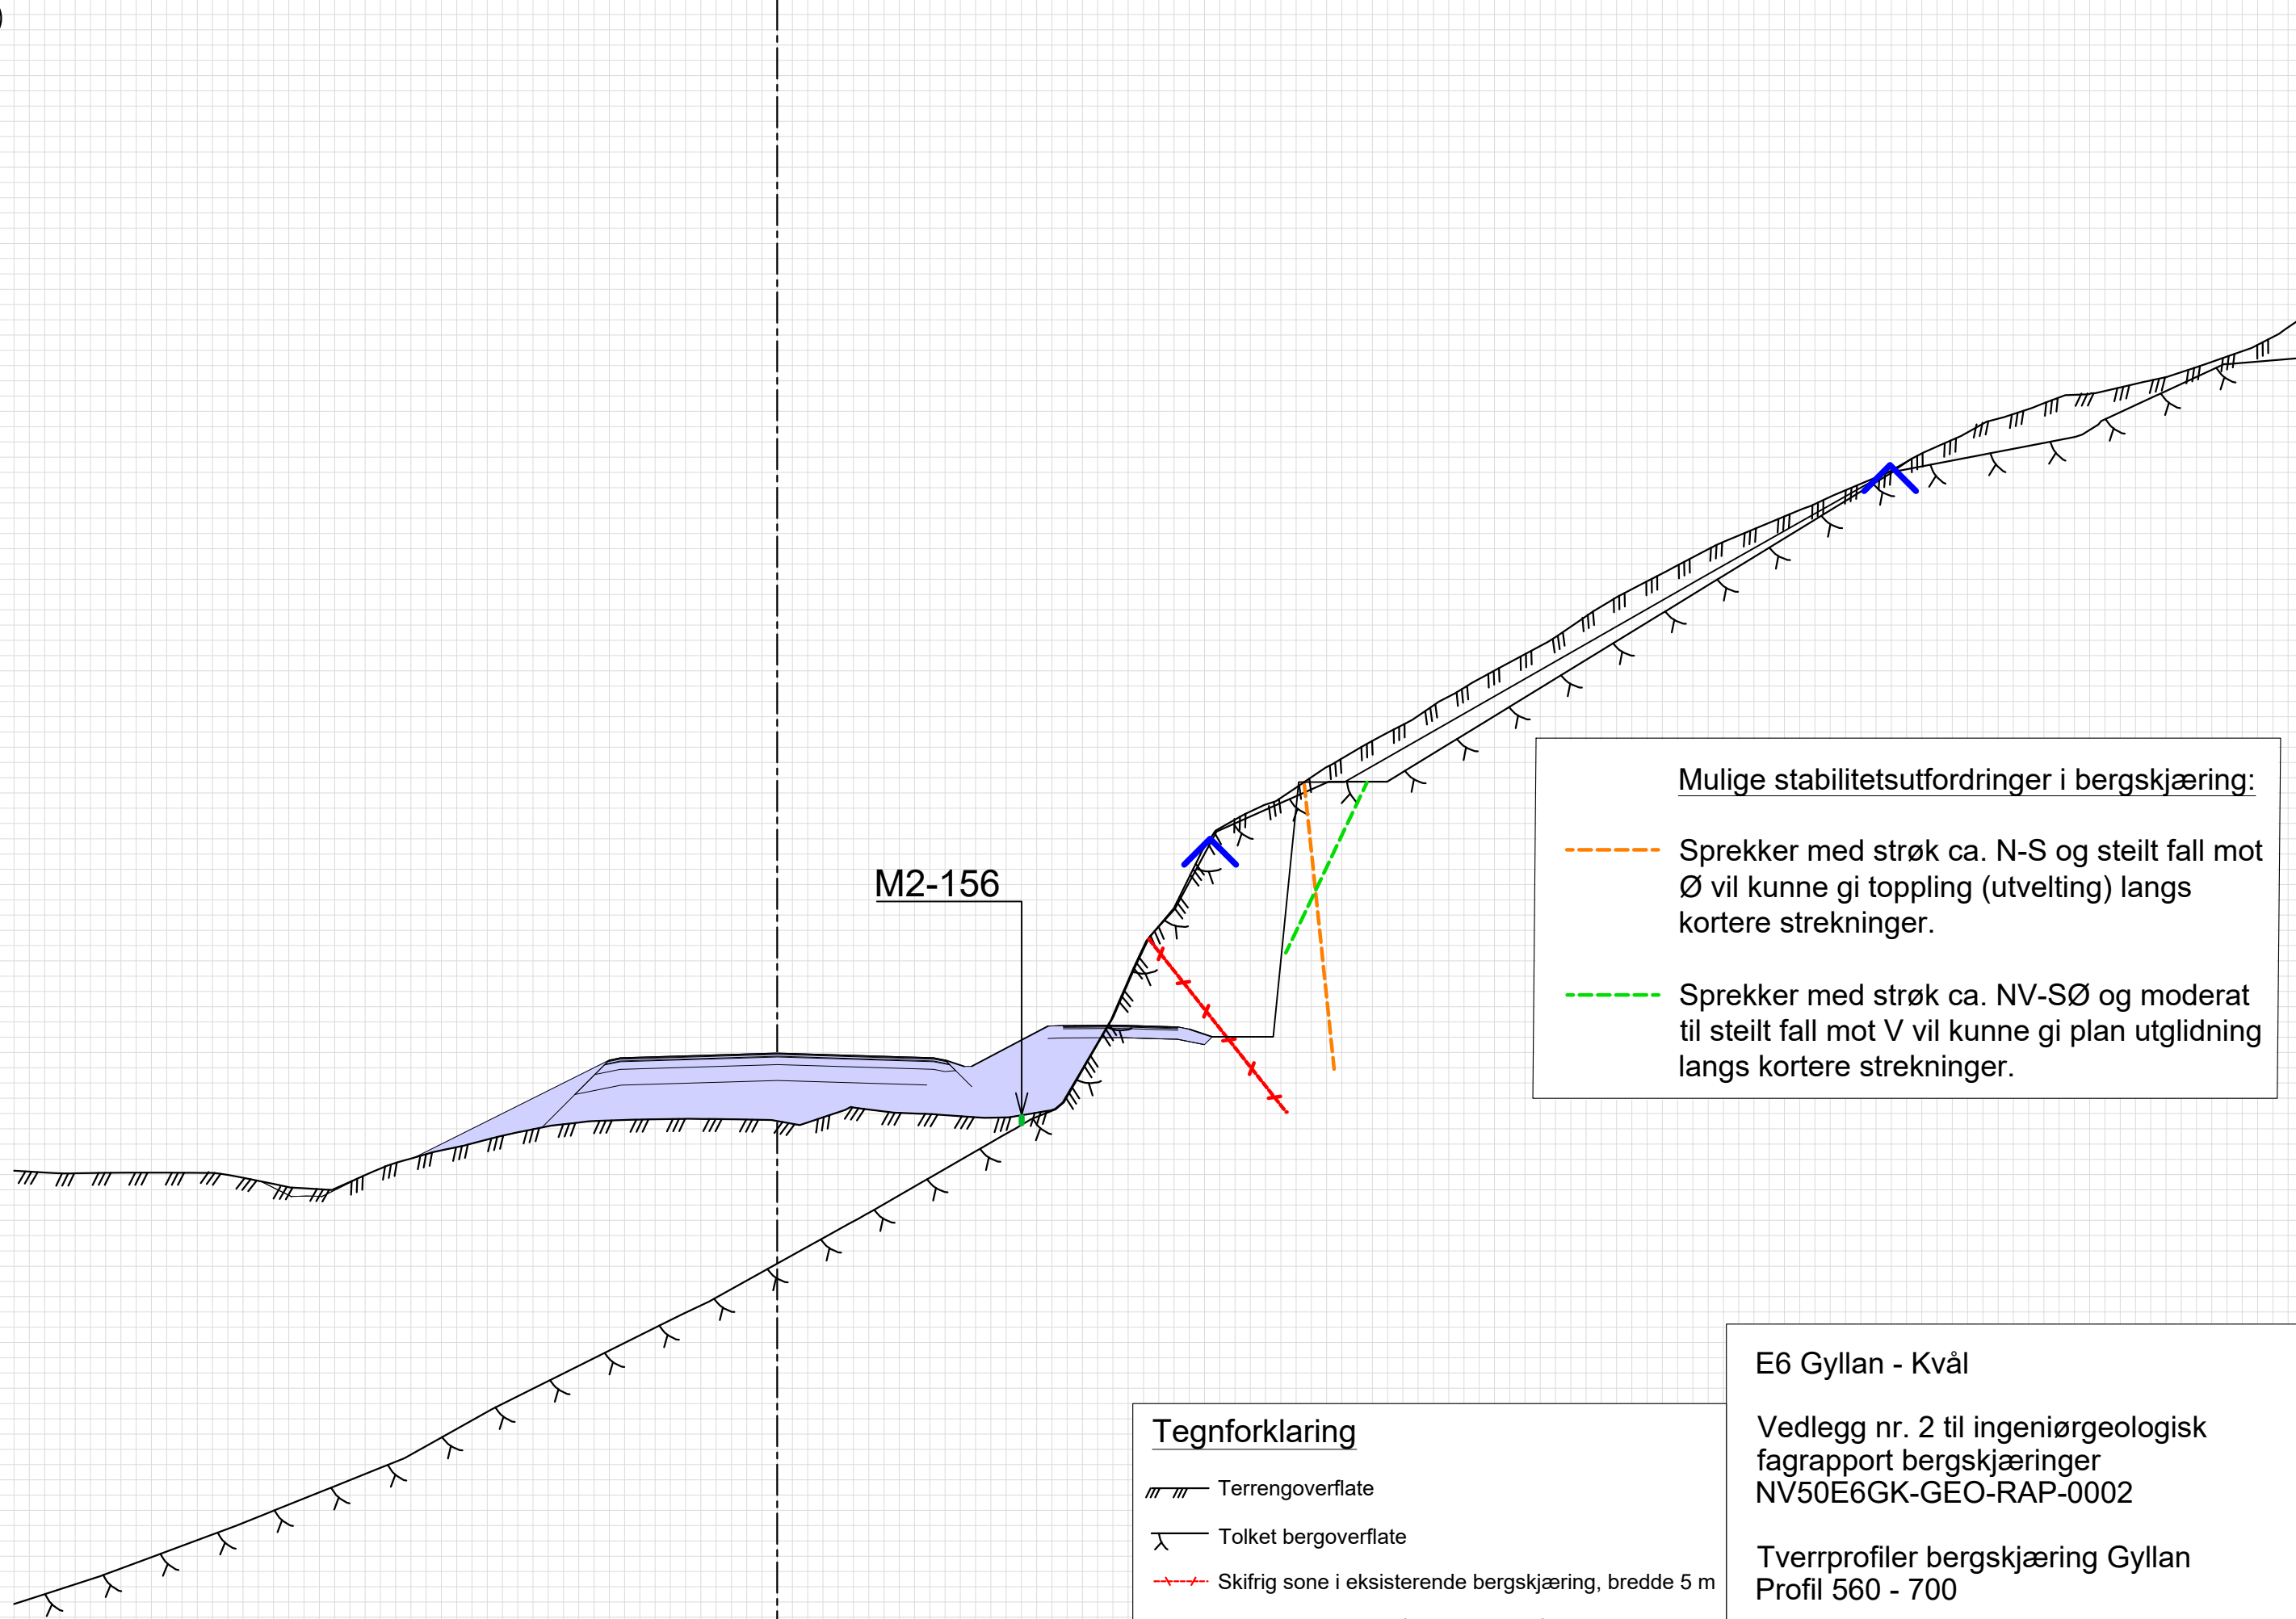 M2-156
Mulige stabilitetsutfordringer i bergskjæring:
Sprekker med strøk ca. N-S og steilt fall mot
Ø vil kunne gi toppling (utvelting) langs
kortere strekninger.
Sprekker med strøk ca. NV-SØ og moderat
til steilt fall mot V vil kunne gi plan utglidning
langs kortere strekninger.
Tegnforklaring
Terrengoverflate
Tolket bergoverflate
Skifrig sone i eksisterende bergskjæring, bredde 5 m
E6 Gyllan - Kvål
Vedlegg nr. 2 til ingeniørgeologisk
fagrapport bergskjæringer
NV50E6GK-GEO-RAP-0002
Tverrprofiler bergskjæring Gyllan
Profil 560 - 700